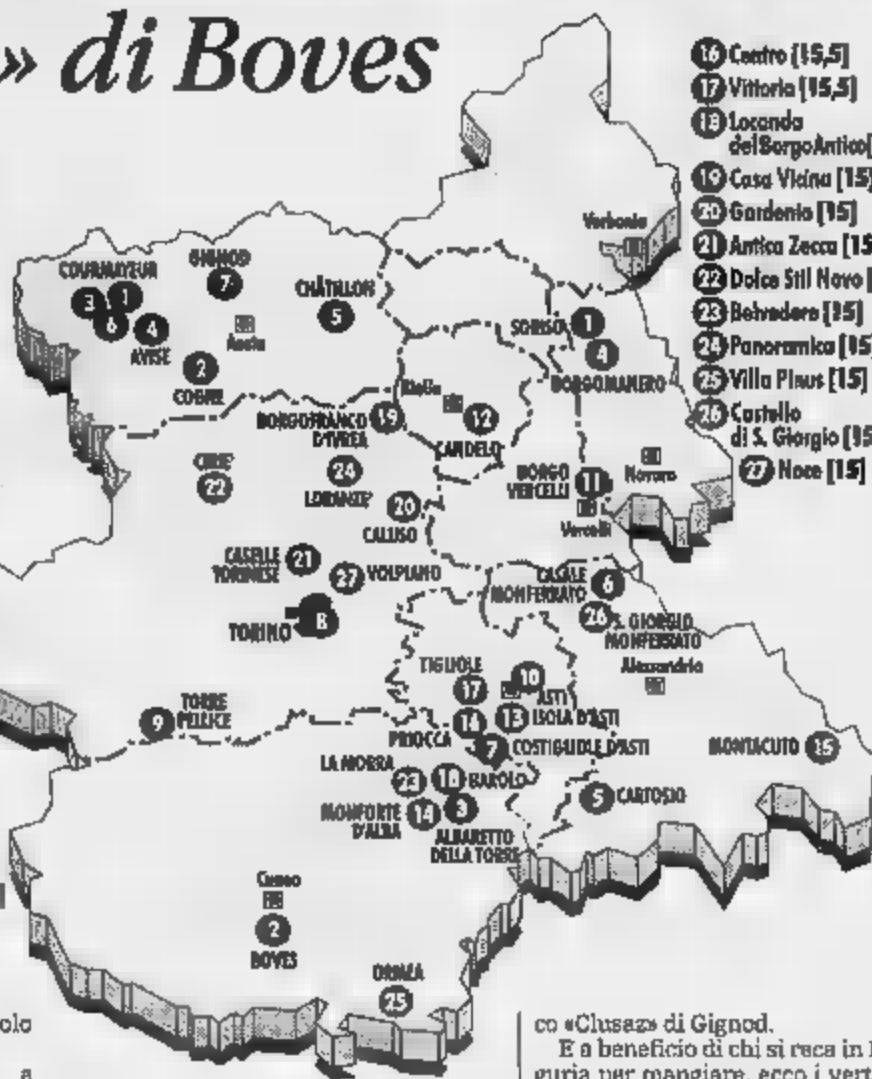 » di Boves
16 Centro [15,5]
17 Vittoria [15,5]
18 Locanda
del Borgo Antico [
19 Casa Vicina [15]
20 Gardenia [15]
21 Antica Zecca [15
22 Dolce Stil Novo [
23 Belvedere [15]
24 Panoramica [15]
25 Villa Pinus [15]
26 Castello
di S. Giorgio [15
27 Noce [15]
Verbania
COURMAYEUR
GIGNOD
3 1
7
CHÂTILLON
6 4
5
AVISE
Aosta
2
COGNE
SORISO 1
4
BORGOMANERO
Biella
BORGOFRANCO
D'IVREA
19
12
CANDELO
CIRIE'
22
24
LORANZE'
20
CALUSO
BORGO
VERCELLI
11
Novara
Vercelli
CASELLE
TORINESE
21
27 VOLPIANO
CASALE
MONFERRATO
6
26 S. GIORGIO
MONFERRATO
TORINO 8
Alessandria
TIGLIOLE
17
10
ASTI
9 TORRE
PELLICE
16
PRIOCCA
13 ISOLA D'ASTI
7 COSTIGLIOLE D'ASTI
MONTACUTO 15
LA MORRA
23
18 BAROLO
MONFORTE
D'ALBA
14
3
ALBARETTO
DELLA TORRE
5 CARTOSIO
Cuneo
2
BOVES
ORMEA
25
olo
a
co «Clusaz» di Gignod.
E a beneficio di chi si reca in
guria per mangiare, ecco i vert